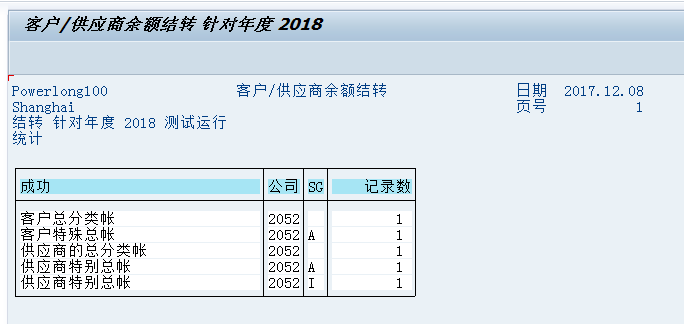 客户/供应商余额结转 针对年度 2018
Powerlong100 客户/供应商余额结转 日期 2017.12.08
Shanghai 页号 1
结转 针对年度 2018 测试运行
统计
成功 公司 SG 记录数
客户总分类帐 2052 1
客户特殊总帐 2052 A 1
供应商的总分类帐 2052 1
供应商特别总帐 2052 A 1
供应商特别总帐 2052 I 1